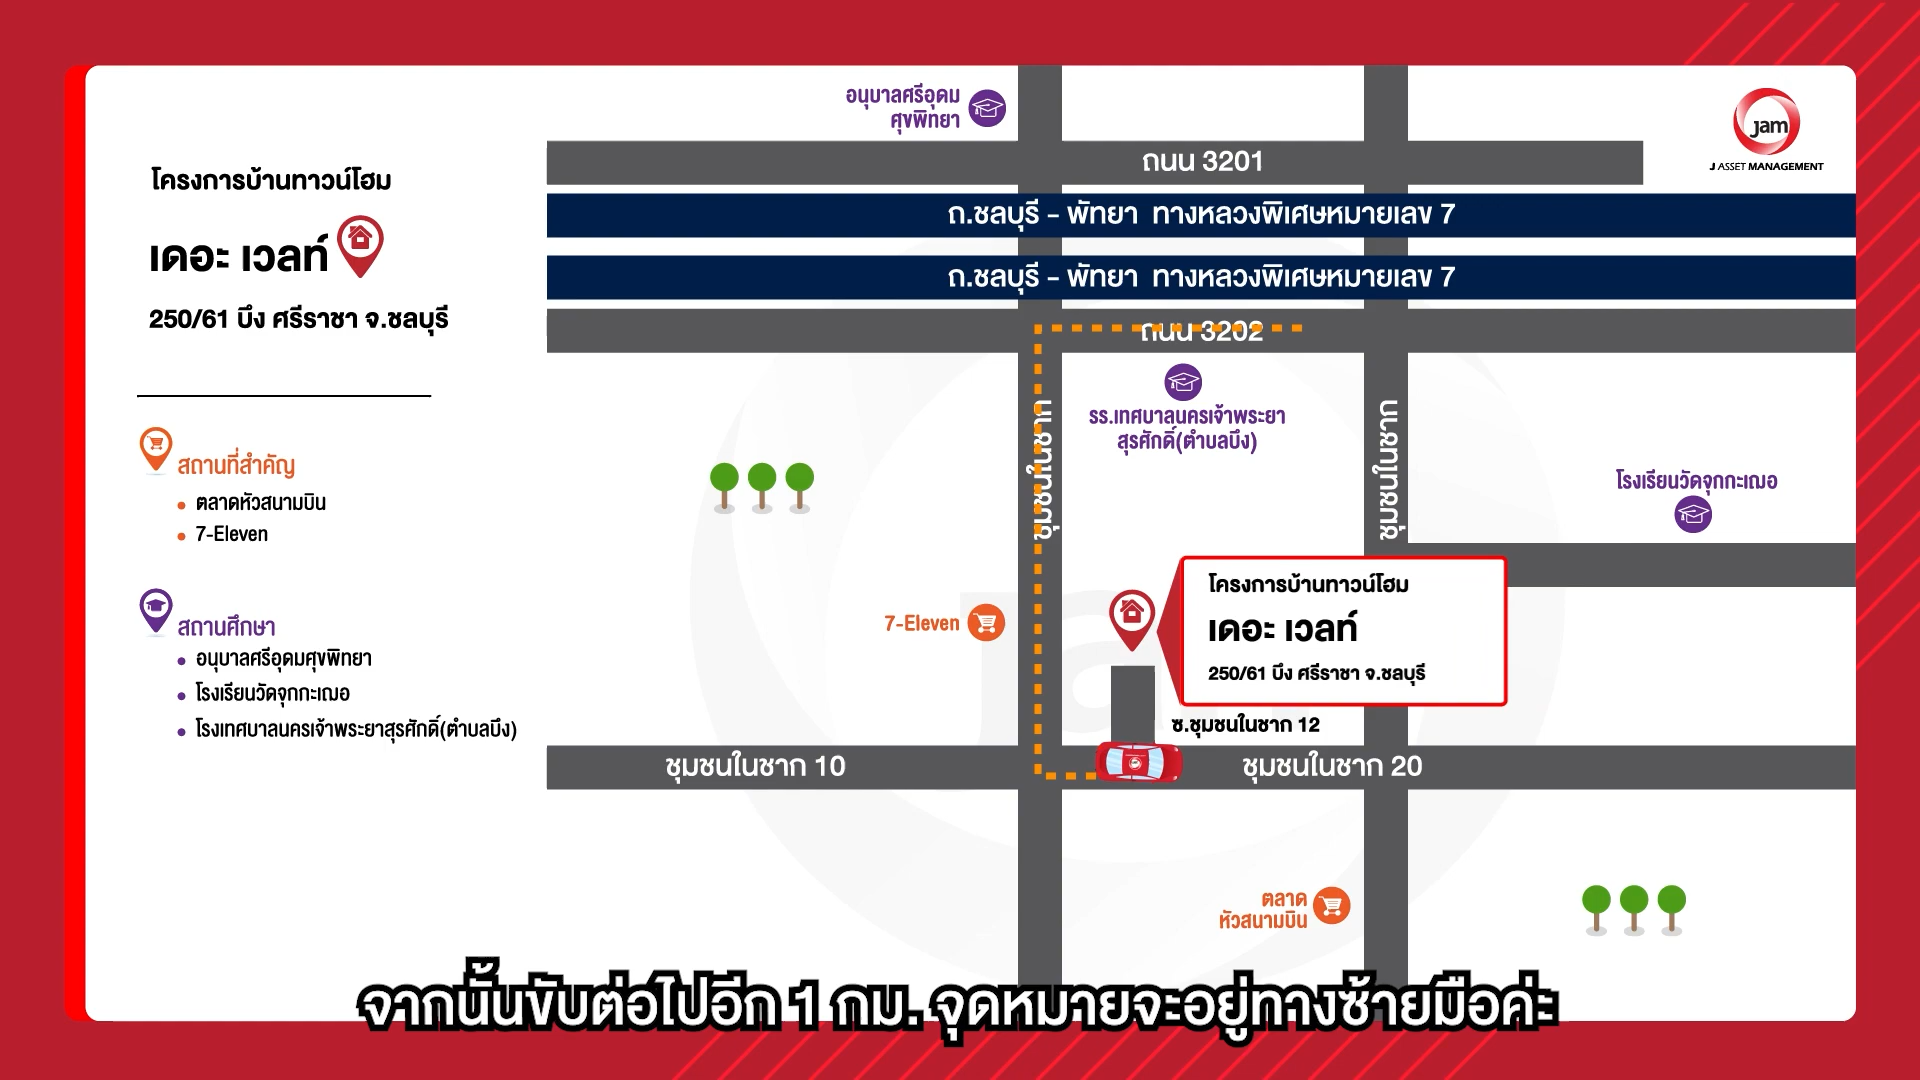 โครงการบ้านทาวน์โฮม
เดอะ เวลท์
250/61 บึง ศรีราชา จ.ชลบุรี
สถานที่สำคัญ
ตลาดหัวสนามบิน
7-Eleven
สถานศึกษา
อนุบาลศรีอุดมศุขพิทยา
โรงเรียนวัดจุกกะเฌอ
โรงเทศบาลนครเจ้าพระยาสุรศักดิ์(ตำบลบึง)
อนุบาลศรีอุดม
ศุขพิทยา
jam
J ASSET MANAGEMENT
ถนน 3201
ถ.ชลบุรี - พัทยา ทางหลวงพิเศษหมายเลข 7
ถ.ชลบุรี - พัทยา ทางหลวงพิเศษหมายเลข 7
ถนน 3202
รร.เทศบาลนครเจ้าพระยา
สุรศักดิ์(ตำบลบึง)
ชุมชนในชาก
ชุมชนในชาก
โรงเรียนวัดจุกกะเฌอ
7-Eleven
โครงการบ้านทาวน์โฮม
เดอะ เวลท์
250/61 บึง ศรีราชา จ.ชลบุรี
ซ.ชุมชนในชาก 12
ชุมชนในชาก 10
ชุมชนในชาก 20
ตลาด
หัวสนามบิน
จากนั้นขับต่อไปอีก 1 กม. จุดหมายจะอยู่ทางซ้ายมือค่ะ